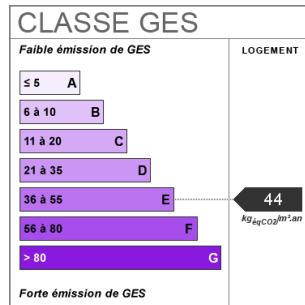 CLASSE GES
Faible émission de GES
LOGEMENT
≤ 5 A
6 à 10 B
11 à 20 C
21 à 35 D
36 à 55 E
44
kgéqCO2/m².an
56 à 80 F
> 80 G
Forte émission de GES